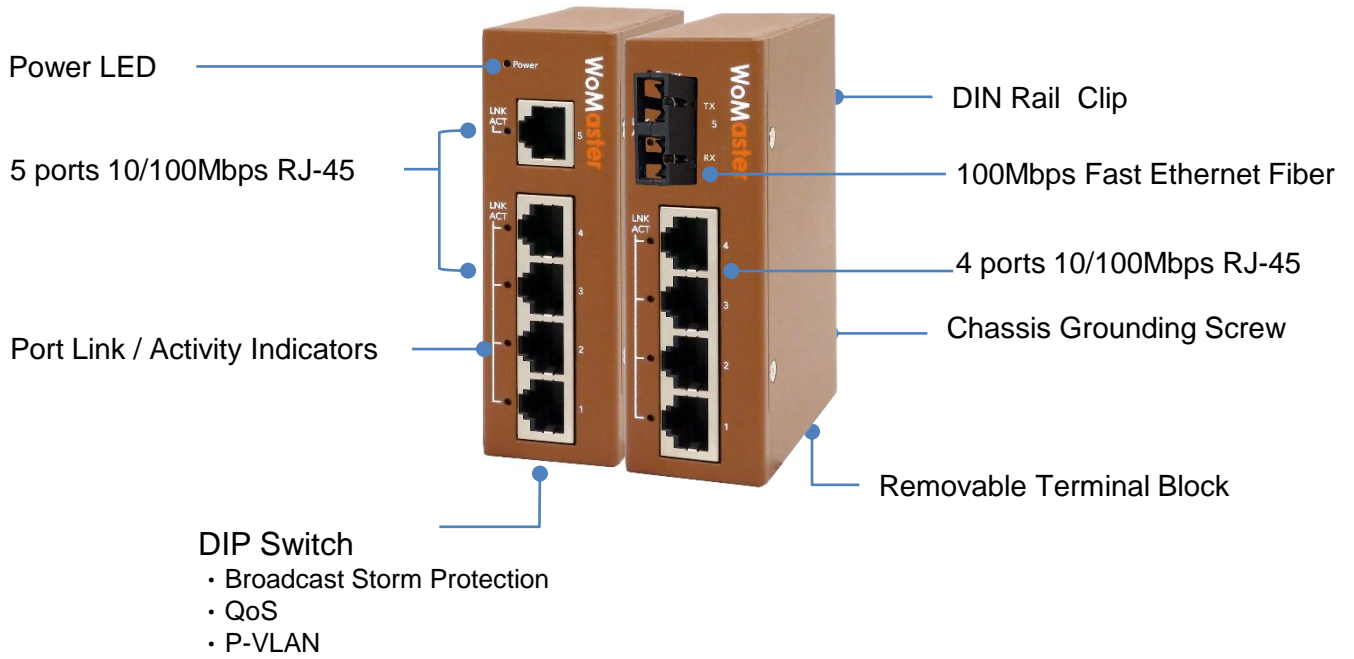 Power LED
5 ports 10/100Mbps RJ-45
Port Link / Activity Indicators
Power
WoMaster
LNK
ACT
5
LNK
ACT
4
3
2
1
WoMaster
TX
5
RX
LNK
ACT
4
3
2
1
DIN Rail Clip
100Mbps Fast Ethernet Fiber
4 ports 10/100Mbps RJ-45
Chassis Grounding Screw
Removable Terminal Block
DIP Switch
・Broadcast Storm Protection
・QoS
・P-VLAN